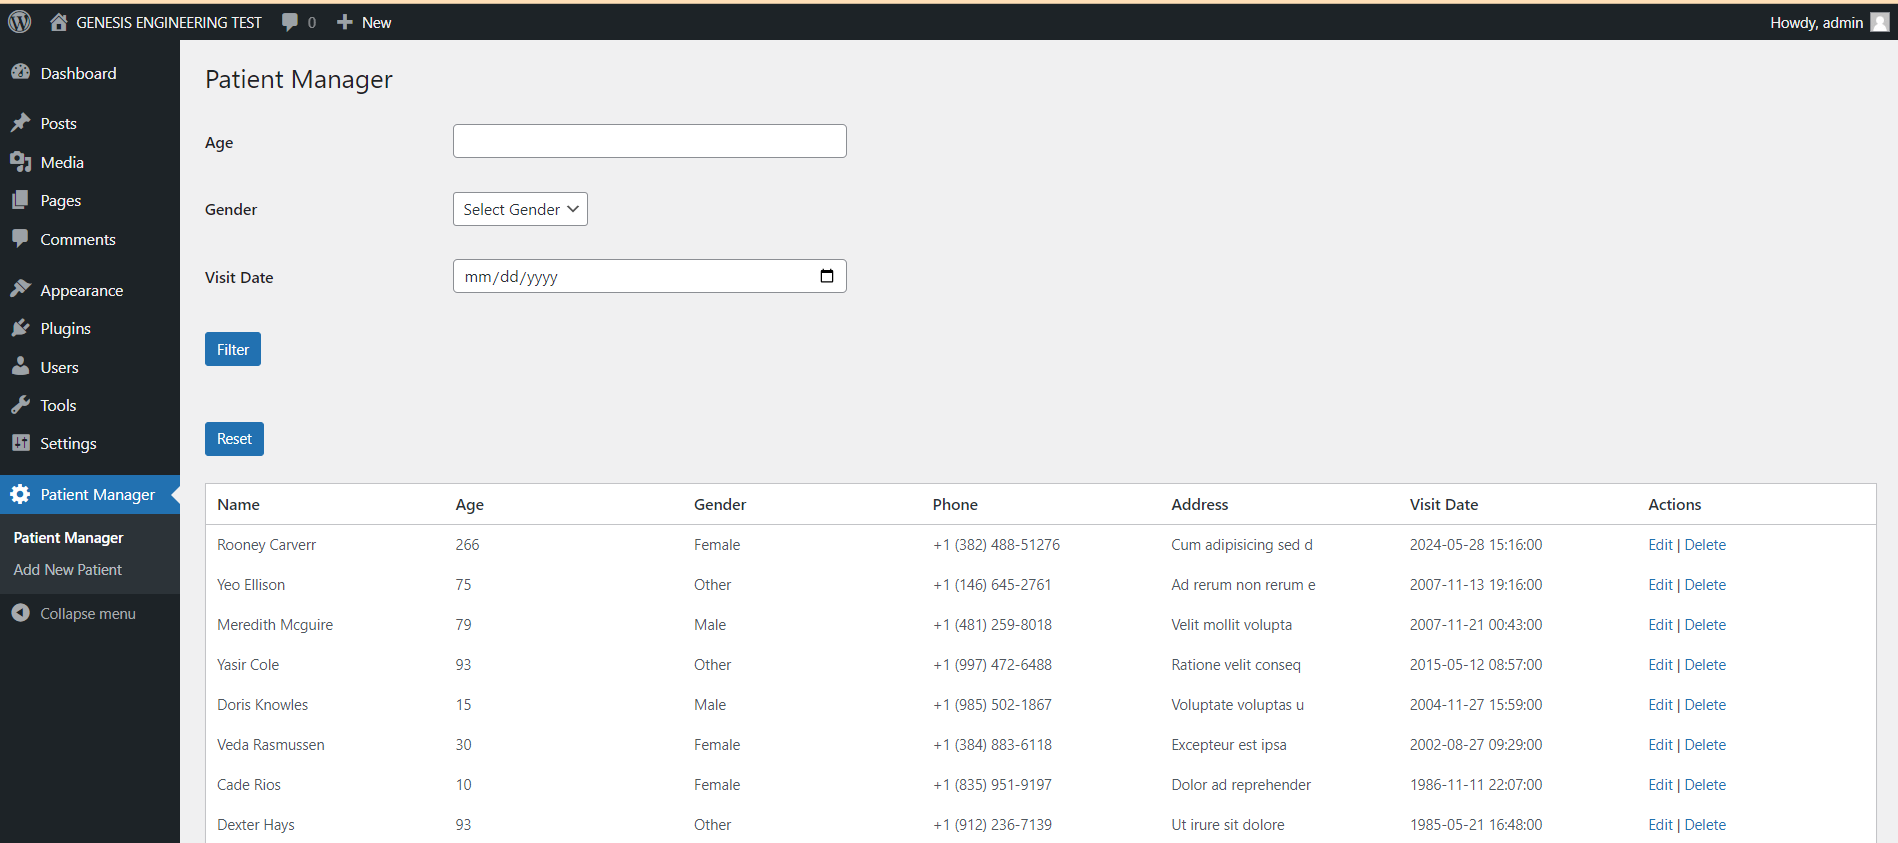 GENESIS ENGINEERING TEST 0 New Howdy, admin
Dashboard
Posts
Media
Pages
Comments
Appearance
Plugins
Users
Tools
Settings
Patient Manager
Patient Manager
Add New Patient
Collapse menu
Patient Manager
Age
Gender Select Gender
Visit Date mm/dd/yyyy
Filter
Reset
Name Age Gender Phone Address Visit Date Actions
Rooney Carverr 266 Female +1 (382) 488-51276 Cum adipisicing sed d 2024-05-28 15:16:00 Edit | Delete
Yeo Ellison 75 Other +1 (146) 645-2761 Ad rerum non rerum e 2007-11-13 19:16:00 Edit | Delete
Meredith Mcguire 79 Male +1 (481) 259-8018 Velit mollit volupta 2007-11-21 00:43:00 Edit | Delete
Yasir Cole 93 Other +1 (997) 472-6488 Ratione velit conseq 2015-05-12 08:57:00 Edit | Delete
Doris Knowles 15 Male +1 (985) 502-1867 Voluptate voluptas u 2004-11-27 15:59:00 Edit | Delete
Veda Rasmussen 30 Female +1 (384) 883-6118 Excepteur est ipsa 2002-08-27 09:29:00 Edit | Delete
Cade Rios 10 Female +1 (835) 951-9197 Dolor ad reprehender 1986-11-11 22:07:00 Edit | Delete
Dexter Hays 93 Other +1 (912) 236-7139 Ut irure sit dolore 1985-05-21 16:48:00 Edit | Delete